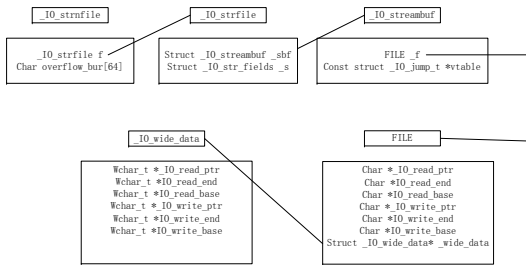 _IO_strnfile
_IO_strfile
_IO_streambuf
_IO_strfile f
Char overflow_bur[64]
Struct _IO_streambuf _sbf
Struct _IO_str_fields _s
FILE _f
Const struct _IO_jump_t *vtable
_IO_wide_data
FILE
Wchar_t *_IO_read_ptr
Wchar_t *IO_read_end
Wchar_t *IO_read_base
Wchar_t *_IO_write_ptr
Wchar_t *IO_write_end
Wchar_t *IO_write_base
Char *_IO_read_ptr
Char *IO_read_end
Char *IO_read_base
Char *_IO_write_ptr
Char *IO_write_end
Char *IO_write_base
Struct _IO_wide_data* _wide_data